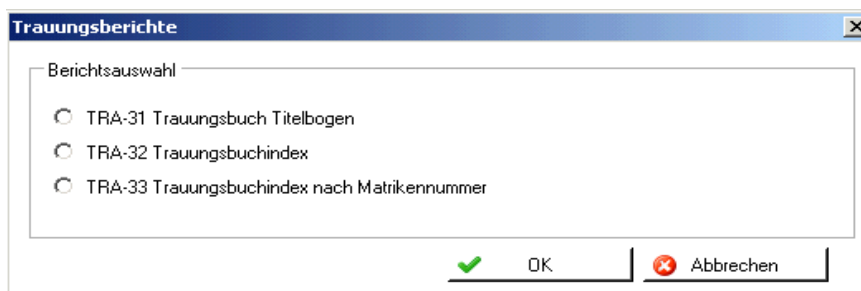 Trauungsberichte
Berichtsauswahl
TRA-31 Trauungsbuch Titelbogen
TRA-32 Trauungsbuchindex
TRA-33 Trauungsbuchindex nach Matrikennummer
OK Abbrechen